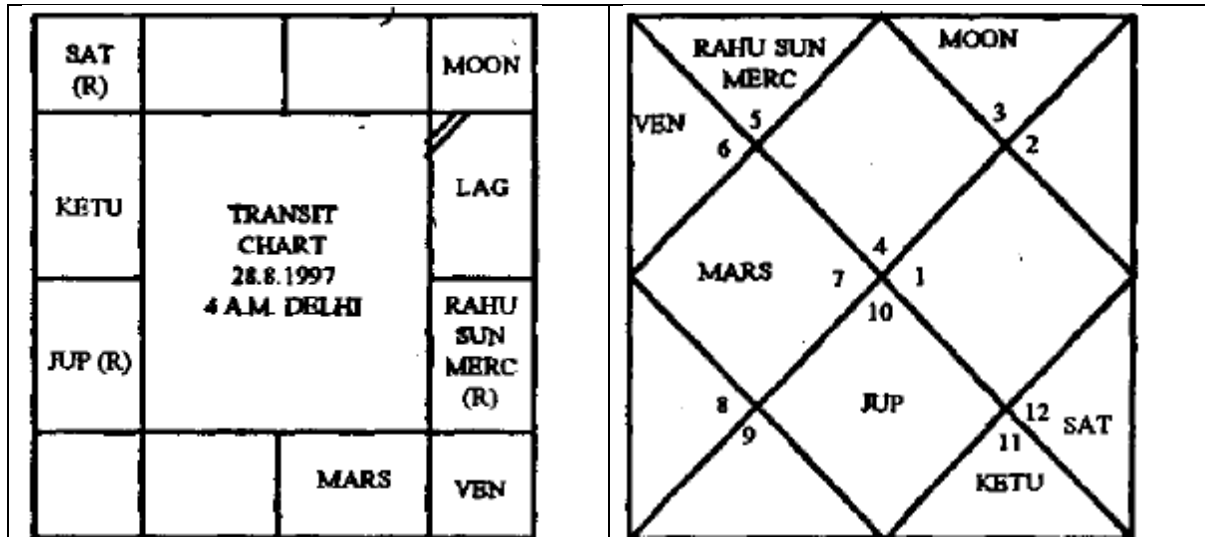 SAT
(R)
MOON
KETU
TRANSIT
CHART
28.8.1997
4 A.M. DELHI
LAG
JUP (R)
RAHU
SUN
MERC
(R)
MARS
VEN
RAHU SUN
MERC
MOON
VEN
5
6
3
2
MARS
4
7
1
10
8
9
JUP
12
11
SAT
KETU